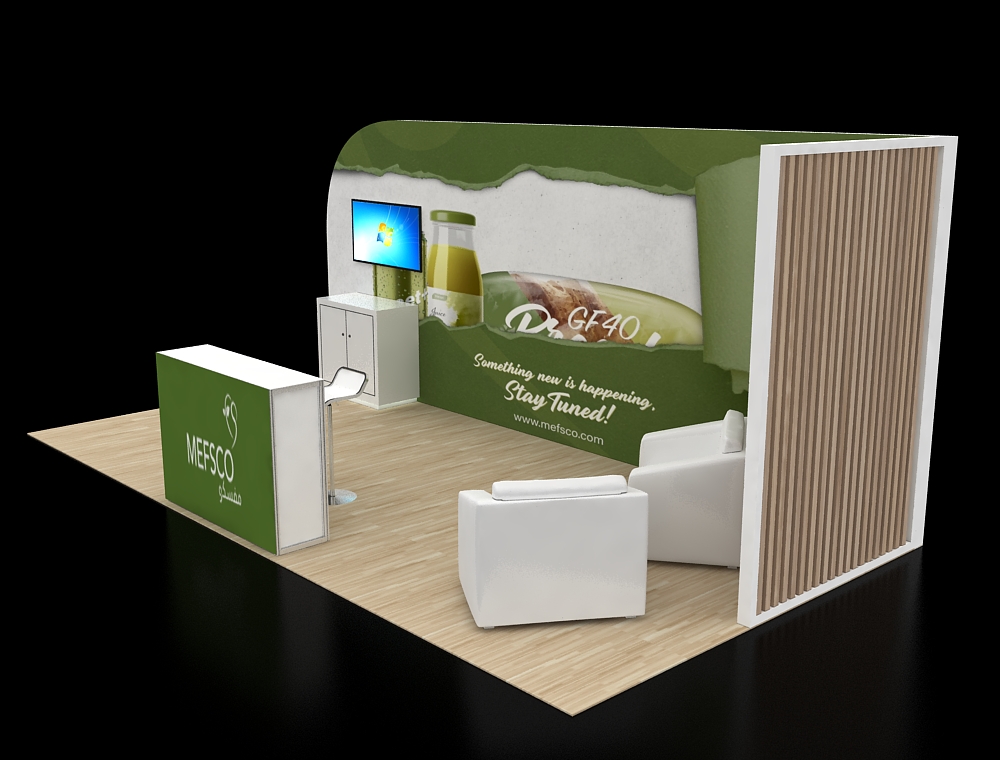 GF40
Something new is happening,
Stay Tuned!
www.mefsco.com
MEFSCO
مفسكو